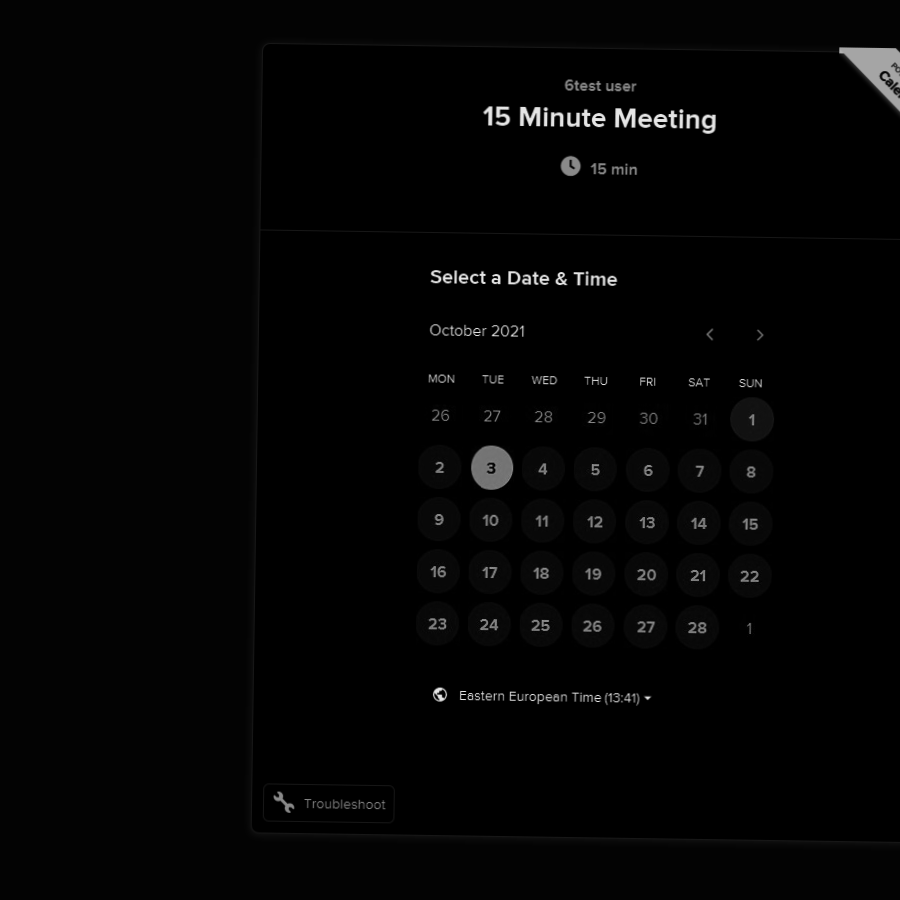 6test user
15 Minute Meeting
15 min
Select a Date & Time
October 2021
MON TUE WED THU FRI SAT SUN
26 27 28 29 30 31 1
2 3 4 5 6 7 8
9 10 11 12 13 14 15
16 17 18 19 20 21 22
23 24 25 26 27 28 1
Eastern European Time (13:41)
Troubleshoot